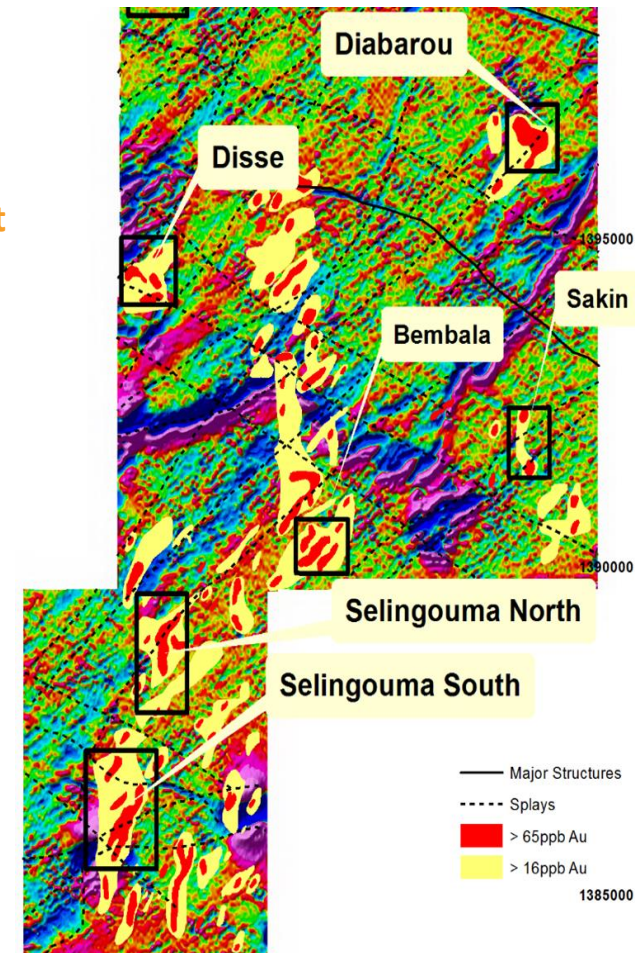 Diabarou
Disse
t
1395000
Sakin
Bembala
1390000
Selingouma North
Selingouma South
Major Structures
Splays
> 65ppb Au
> 16ppb Au
1385000